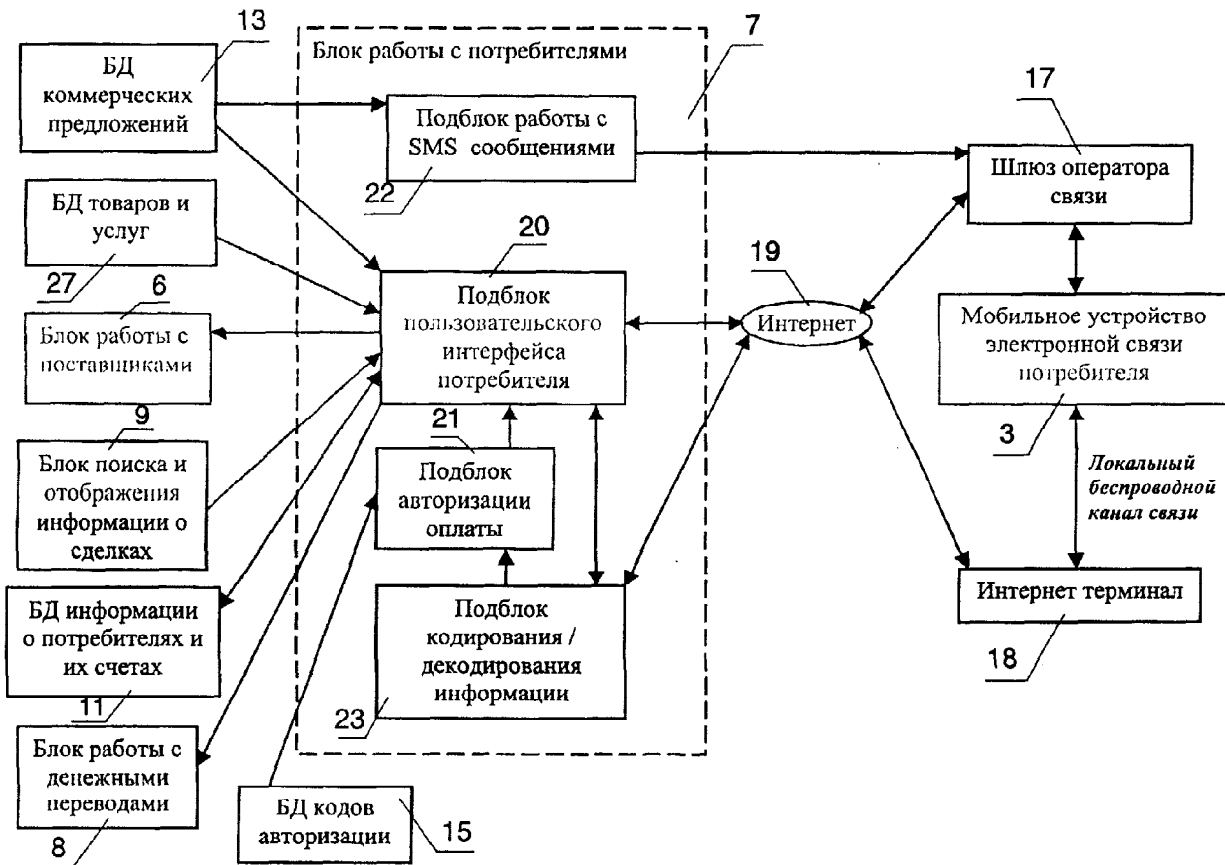 13
БД
коммерческих
предложений
Блок работы с потребителями
7
Подблок работы с
SMS сообщениями
22
17
Шлюз оператора
связи
БД товаров и
услуг
27
20
Подблок
пользовательского
интерфейса
потребителя
19
Интернет
6
Блок работы с
поставщиками
Мобильное устройство
электронной связи
потребителя
3
9
Блок поиска и
отображения
информации о
сделках
21
Подблок
авторизации
оплаты
Локальный
беспроводной
канал связи
БД информации
о потребителях и
их счетах
11
Подблок
кодирования /
декодирования
информации
23
Интернет терминал
18
Блок работы с
денежными
переводами
8
БД кодов
авторизации
15